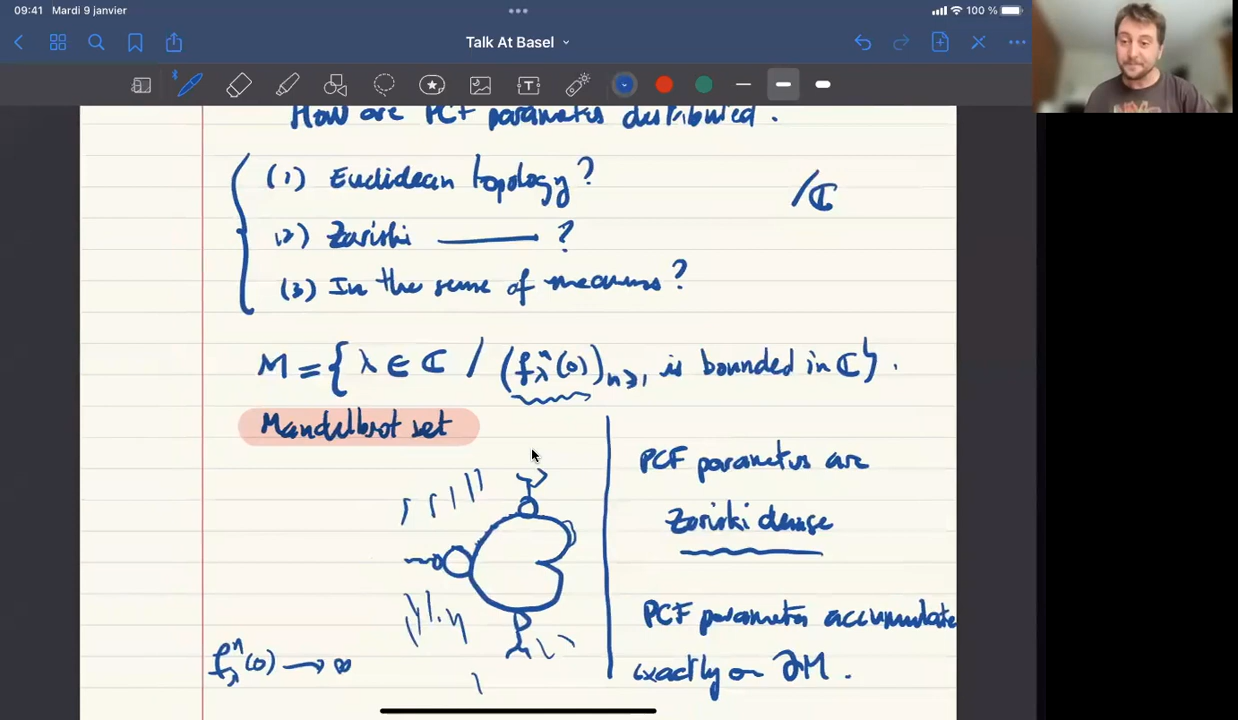 09:41 Mardi 9 janvier
100 %
Talk At Basel
How are PCF parameters distributed.
(1) Euclidean topology?
(2) Zariski ——— ?
/ℂ
(3) In the sense of measures?
M = { λ ∈ ℂ / (f_λ^n(0))_{n≥1} is bounded in ℂ}.
Mandelbrot set
PCF parameters are
Zariski dense
PCF parameters accumulate
exactly on ∂M.
f_λ^n(0) → ∞